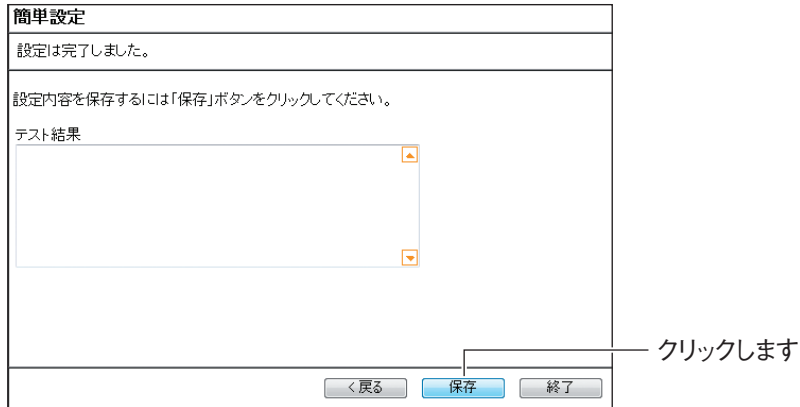 簡単設定
設定は完了しました。
設定内容を保存するには「保存」ボタンをクリックしてください。
テスト結果
クリックします
<戻る
保存
終了